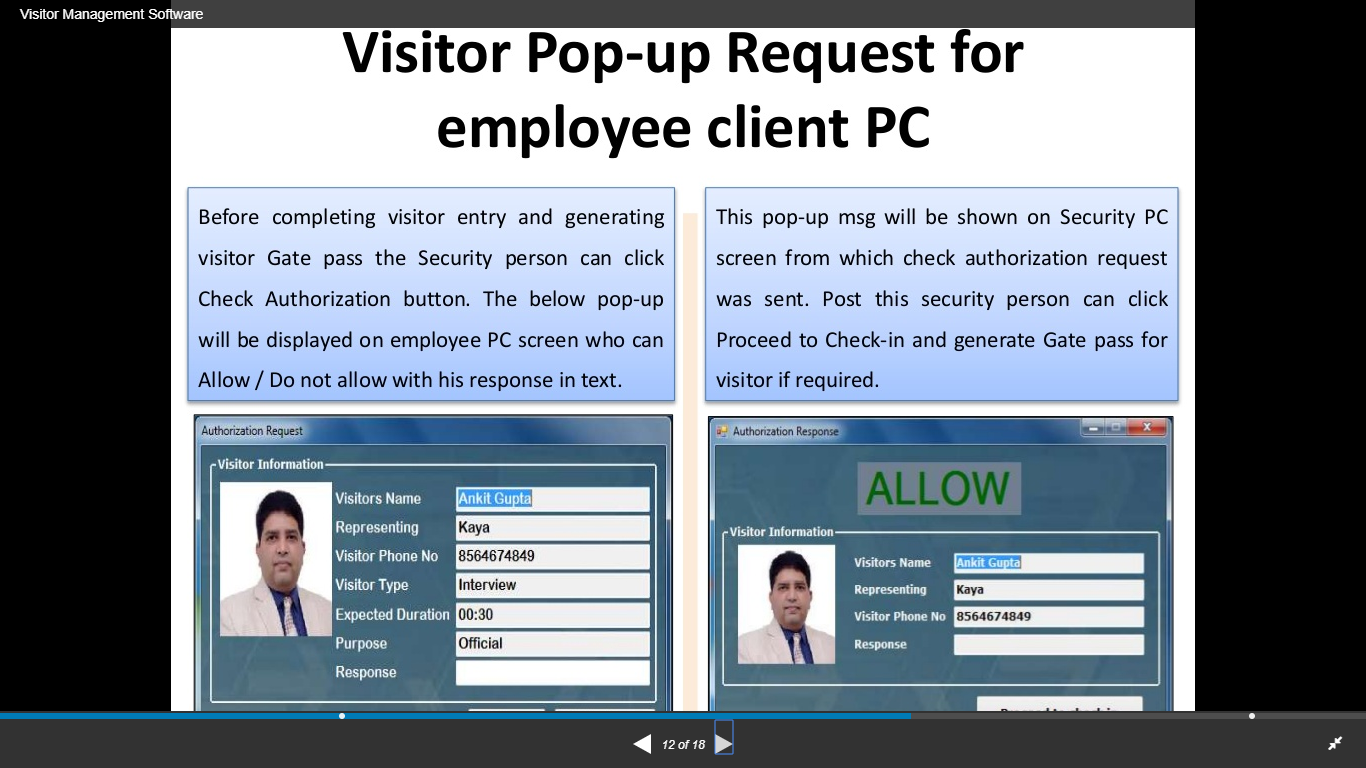 Visitor Management Software
Visitor Pop-up Request for
employee client PC
Before completing visitor entry and generating
visitor Gate pass the Security person can click
Check Authorization button. The below pop-up
will be displayed on employee PC screen who can
Allow / Do not allow with his response in text.
This pop-up msg will be shown on Security PC
screen from which check authorization request
was sent. Post this security person can click
Proceed to Check-in and generate Gate pass for
visitor if required.
Authorization Request
Visitor Information
Visitors Name Ankit Gupta
Representing Kaya
Visitor Phone No 8564674849
Visitor Type Interview
Expected Duration 00:30
Purpose Official
Response
Authorization Response
ALLOW
Visitor Information
Visitors Name Ankit Gupta
Representing Kaya
Visitor Phone No 8564674849
Response
12 of 18